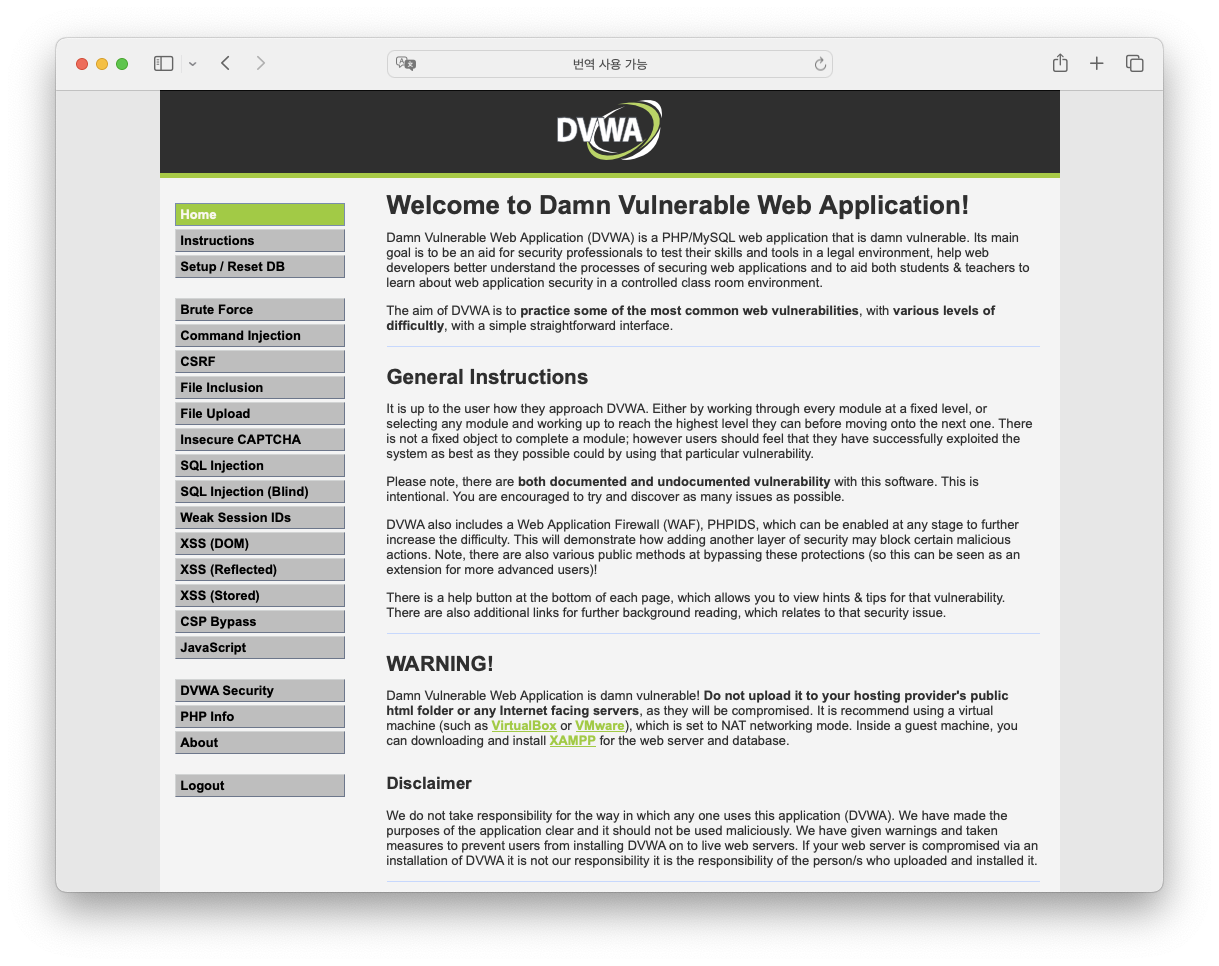 번역 사용 가능
DVWA
Home
Instructions
Setup / Reset DB
Brute Force
Command Injection
CSRF
File Inclusion
File Upload
Insecure CAPTCHA
SQL Injection
SQL Injection (Blind)
Weak Session IDs
XSS (DOM)
XSS (Reflected)
XSS (Stored)
CSP Bypass
JavaScript
DVWA Security
PHP Info
About
Logout
Welcome to Damn Vulnerable Web Application!
Damn Vulnerable Web Application (DVWA) is a PHP/MySQL web application that is damn vulnerable. Its main
goal is to be an aid for security professionals to test their skills and tools in a legal environment, help web
developers better understand the processes of securing web applications and to aid both students & teachers to
learn about web application security in a controlled class room environment.
The aim of DVWA is to practice some of the most common web vulnerabilities, with various levels of
difficultly, with a simple straightforward interface.
General Instructions
It is up to the user how they approach DVWA. Either by working through every module at a fixed level, or
selecting any module and working up to reach the highest level they can before moving onto the next one. There
is not a fixed object to complete a module; however users should feel that they have successfully exploited the
system as best as they possible could by using that particular vulnerability.
Please note, there are both documented and undocumented vulnerability with this software. This is
intentional. You are encouraged to try and discover as many issues as possible.
DVWA also includes a Web Application Firewall (WAF), PHPIDS, which can be enabled at any stage to further
increase the difficulty. This will demonstrate how adding another layer of security may block certain malicious
actions. Note, there are also various public methods at bypassing these protections (so this can be seen as an
extension for more advanced users)!
There is a help button at the bottom of each page, which allows you to view hints & tips for that vulnerability.
There are also additional links for further background reading, which relates to that security issue.
WARNING!
Damn Vulnerable Web Application is damn vulnerable! Do not upload it to your hosting provider's public
html folder or any Internet facing servers, as they will be compromised. It is recommend using a virtual
machine (such as VirtualBox or VMware), which is set to NAT networking mode. Inside a guest machine, you
can downloading and install XAMPP for the web server and database.
Disclaimer
We do not take responsibility for the way in which any one uses this application (DVWA). We have made the
purposes of the application clear and it should not be used maliciously. We have given warnings and taken
measures to prevent users from installing DVWA on to live web servers. If your web server is compromised via an
installation of DVWA it is not our responsibility it is the responsibility of the person/s who uploaded and installed it.